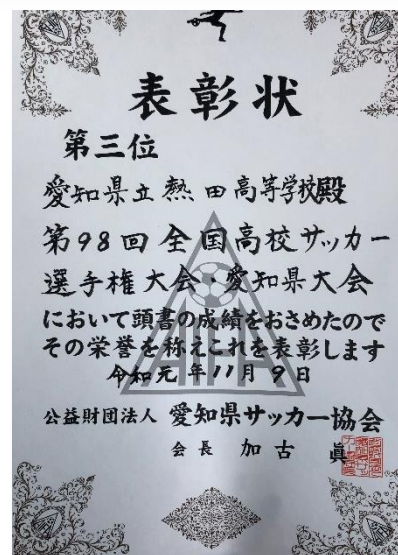 表彰状
第三位
愛知県立熱田高等学校殿
第98回全国高校サッカー
選手権大会・愛知県大会
において頭書の成績をおさめたので
その栄誉を称えこれを表彰します
令和元年11月9日
公益財団法人 愛知県サッカー協会
会長 加古 眞
AIFA